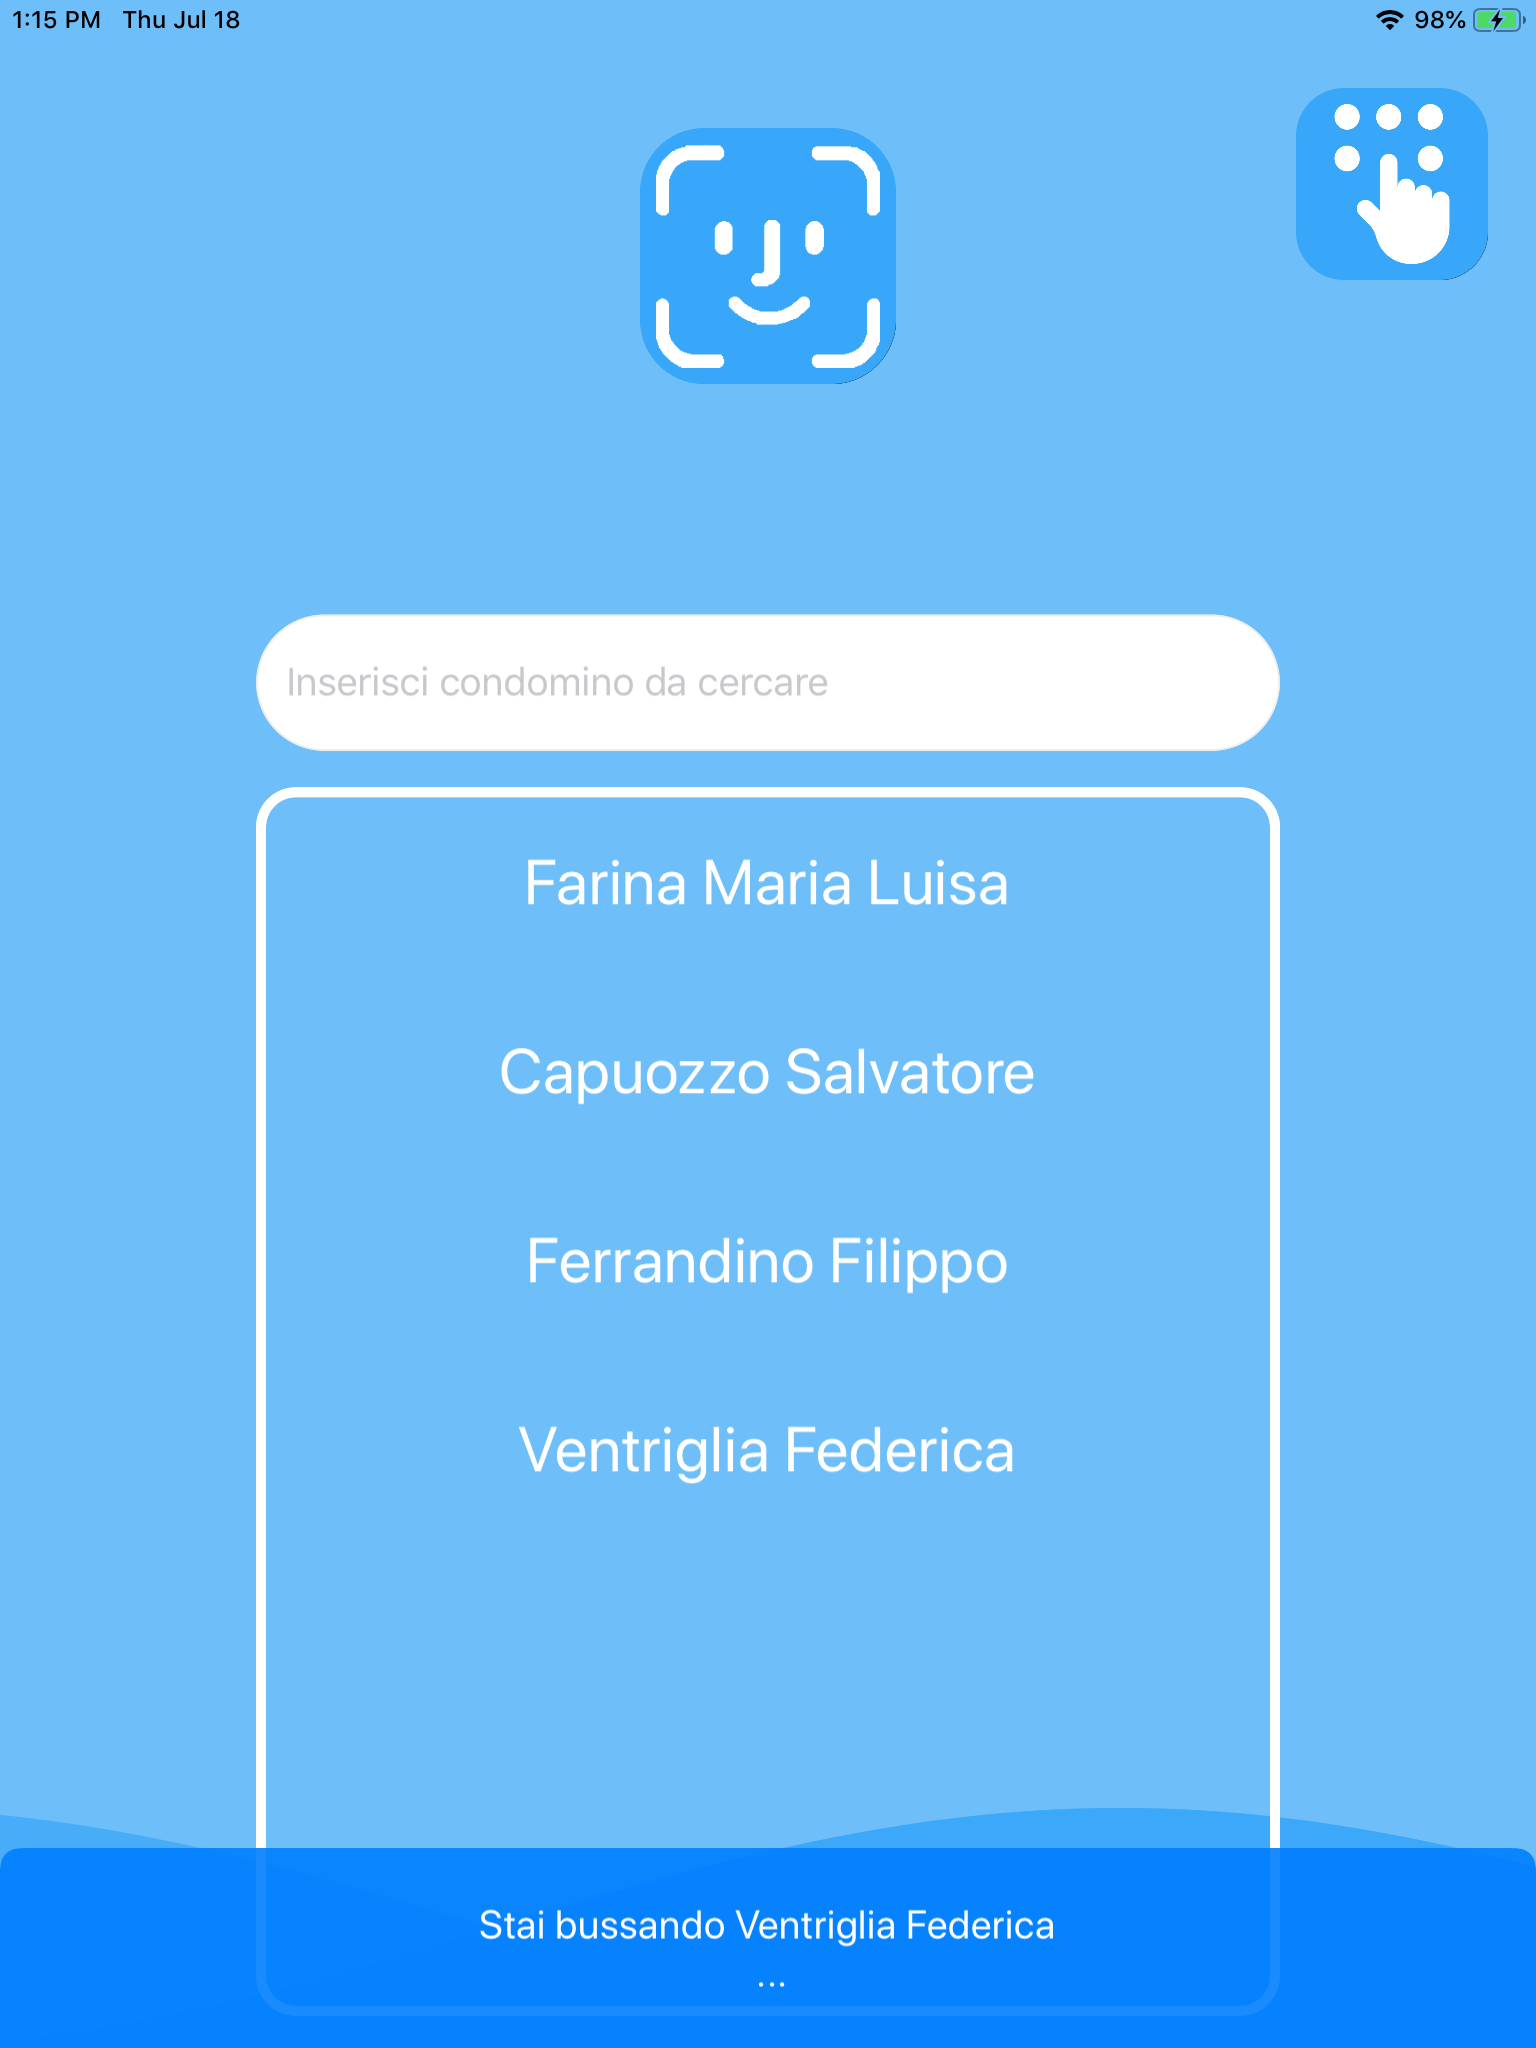 1:15 PM Thu Jul 18 98%
Inserisci condomino da cercare
Farina Maria Luisa
Capuozzo Salvatore
Ferrandino Filippo
Ventriglia Federica
Stai bussando Ventriglia Federica
...